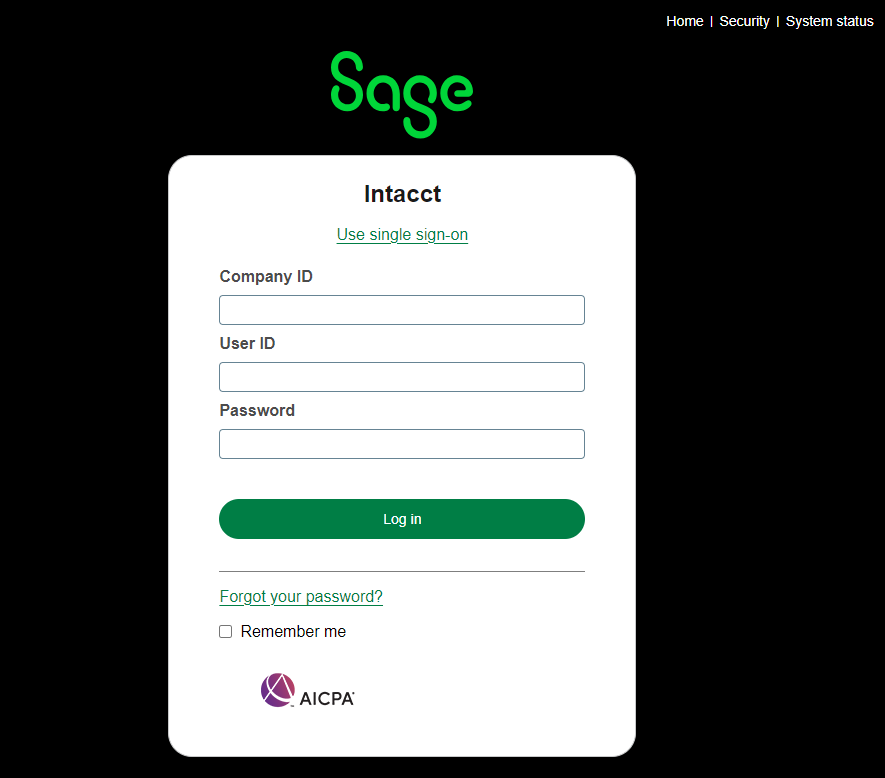 Home | Security | System status
Sage
Intacct
Use single sign-on
Company ID
User ID
Password
Log in
Forgot your password?
Remember me
AICPA